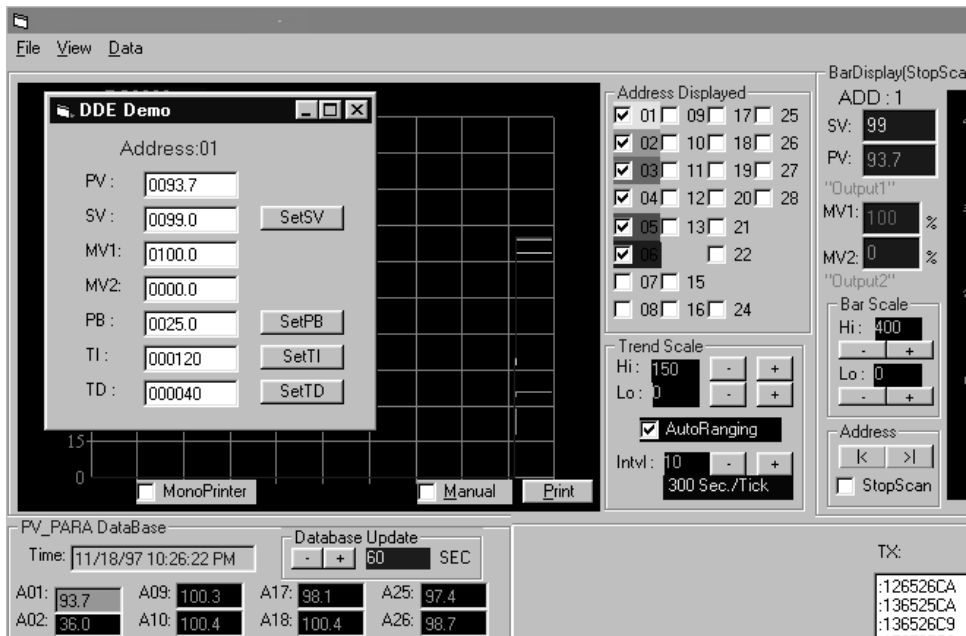 File View Data
DDE Demo
Address:01
PV : 0093.7
SV : 0099.0 SetSV
MV1: 0100.0
MV2: 0000.0
PB : 0025.0 SetPB
TI : 000120 SetTI
TD : 000040 SetTD
15
0
MonoPrinter Manual Print
Address Displayed
01 09 17 25
02 10 18 26
03 11 19 27
04 12 20 28
05 13 21
06 22
07 15
08 16 24
Trend Scale
Hi : 150 - +
Lo : 0 - +
AutoRanging
Intvl : 10 - +
300 Sec./Tick
BarDisplay(StopSca
ADD : 1
SV: 99
PV: 93.7
"Output1"
MV1: 100 %
MV2: 0 %
"Output2"
Bar Scale
Hi : 400
- +
Lo : 0
- +
Address
|< >|
StopScan
PV_PARA DataBase
Time: 11/18/97 10:26:22 PM
Database Update
- + 60 SEC
A01: 93.7 A09: 100.3 A17: 98.1 A25: 97.4
A02: 36.0 A10: 100.4 A18: 100.4 A26: 98.7
TX:
:126526CA
:136525CA
:136526C9